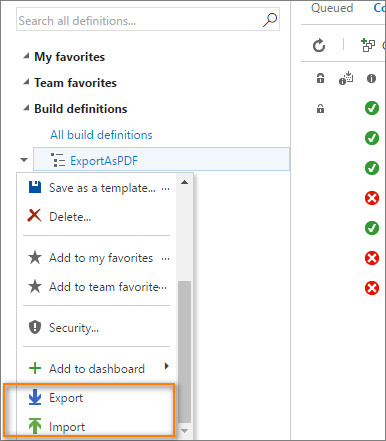 Search all build definitions
Queued
Co
My favorites
Team favorites
Build definitions
All build definitions
ExportAsPDF
Save as a template... ...
Delete...
Add to my favorites ...
Add to team favorite ...
Security...
Add to dashboard
Export
Import